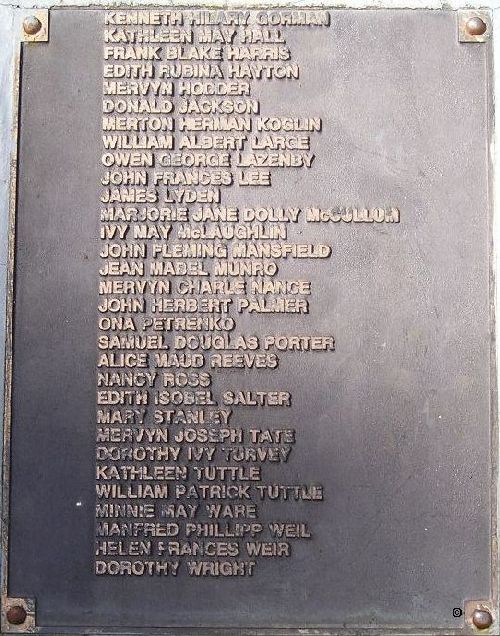 KENNETH HILARY GORMAN
KATHLEEN MAY HALL
FRANK BLAKE HARRIS
EDITH RUBINA HAYTON
MERVYN HODDER
DONALD JACKSON
MERTON HERMAN KOGLIN
WILLIAM ALBERT LARGE
OWEN GEORGE LAZENBY
JOHN FRANCES LEE
JAMES LYDEN
MARJORIE JANE DOLLY McCULLUM
IVY MAY McLAUGHLIN
JOHN FLEMING MANSFIELD
JEAN MABEL MUNRO
MERVYN CHARLE NANCE
JOHN HERBERT PALMER
ONA PETRENKO
SAMUEL DOUGLAS PORTER
ALICE MAUD REEVES
NANCY ROSS
EDITH ISOBEL SALTER
MARY STANLEY
MERVYN JOSEPH TATE
DOROTHY IVY TURVEY
KATHLEEN TUTTLE
WILLIAM PATRICK TUTTLE
MINNIE MAY WARE
MANFRED PHILLIPP WEIL
HELEN FRANCES WEIR
DOROTHY WRIGHT
©